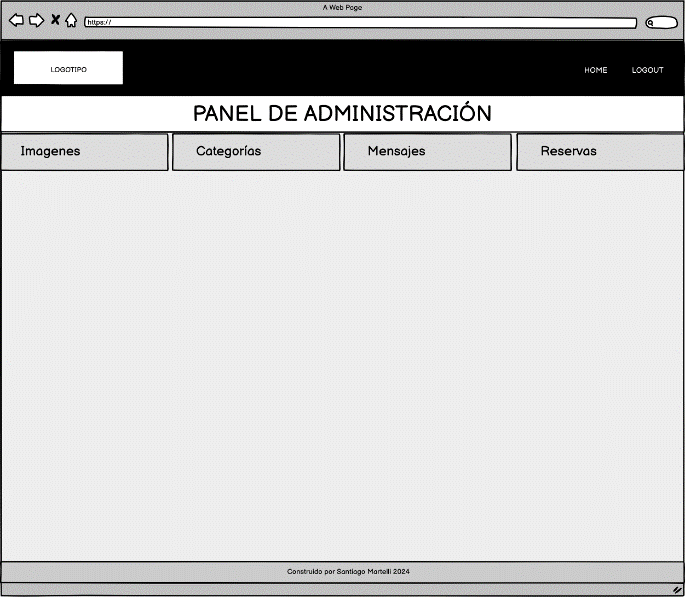 A Web Page
https://
LOGOTIPO
HOME LOGOUT
PANEL DE ADMINISTRACIÓN
Imagenes Categorías Mensajes Reservas
Construido por Santiago Martelli 2024